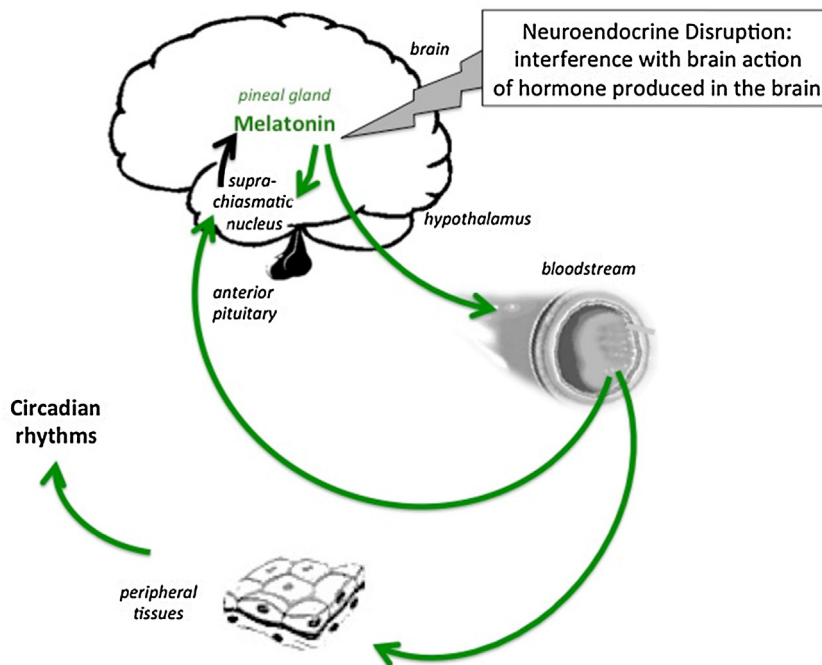 Neuroendocrine Disruption:
interference with brain action
of hormone produced in the brain
brain
pineal gland
Melatonin
supra-
chiasmatic
nucleus
hypothalamus
anterior
pituitary
bloodstream
Circadian
rhythms
peripheral
tissues